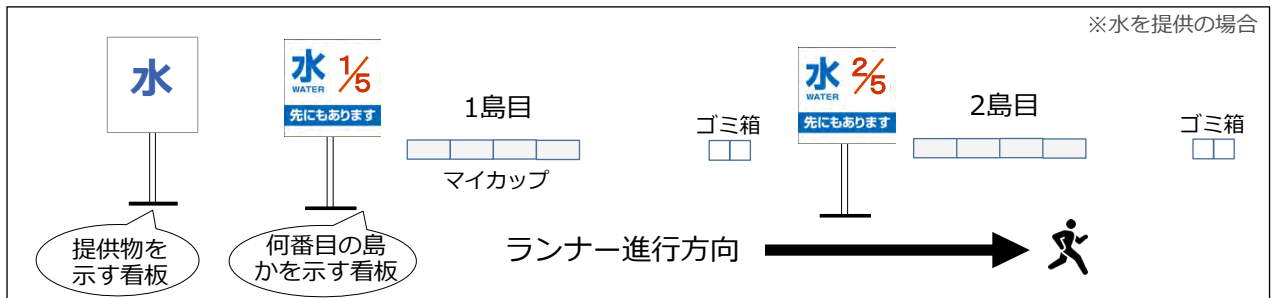 ※水を提供の場合
水
水 1/5
WATER
先にもあります
1島目
マイカップ
ゴミ箱
水 2/5
WATER
先にもあります
2島目
ゴミ箱
提供物を
示す看板
何番目の島
かを示す看板
ランナー進行方向